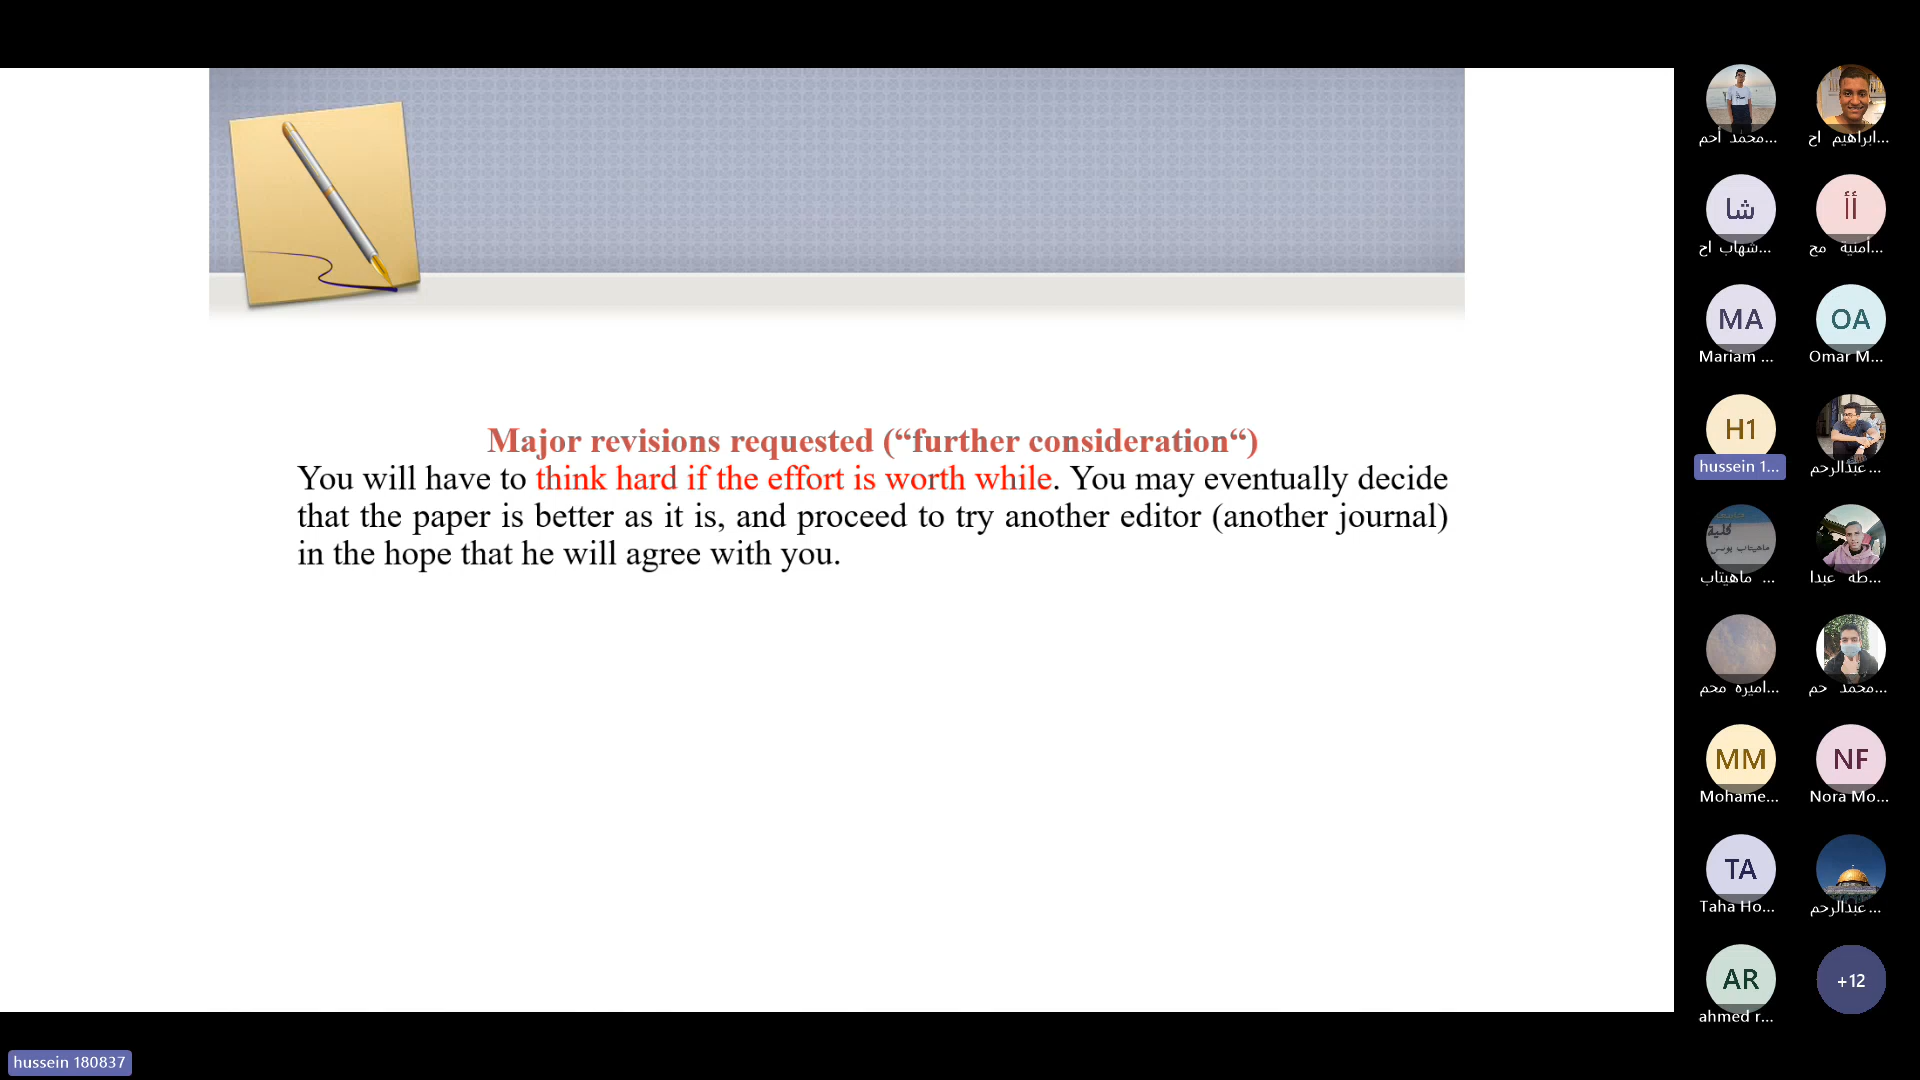 Major revisions requested (“further consideration“)
You will have to think hard if the effort is worth while. You may eventually decide
that the paper is better as it is, and proceed to try another editor (another journal)
in the hope that he will agree with you.
محمد أحم...
ابراهيم اح...
شا
شهاب اح...
أأ
أمنية مح...
MA
Mariam ...
OA
Omar M...
H1
hussein 1...
عبدالرحم...
كلية
ماهيتاب يونس
ماهيتاب ...
طه عبدا...
اميره محم...
محمد حم...
MM
Mohame...
NF
Nora Mo...
TA
Taha Ho...
عبدالرحم...
AR
ahmed r...
+12
hussein 180837